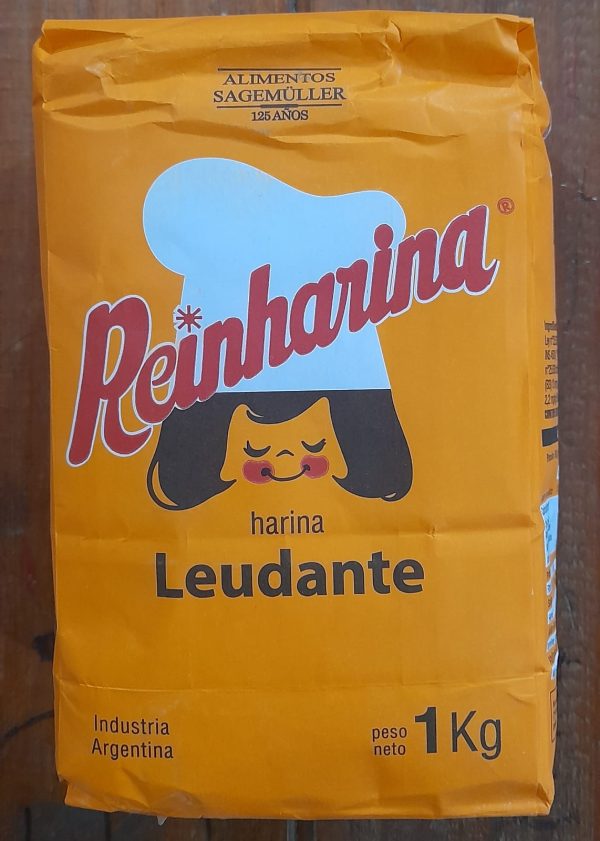 ALIMENTOS
SAGEMÜLLER
125 AÑOS
Reinharina®
harina
Leudante
Industria
Argentina
peso
neto
1Kg